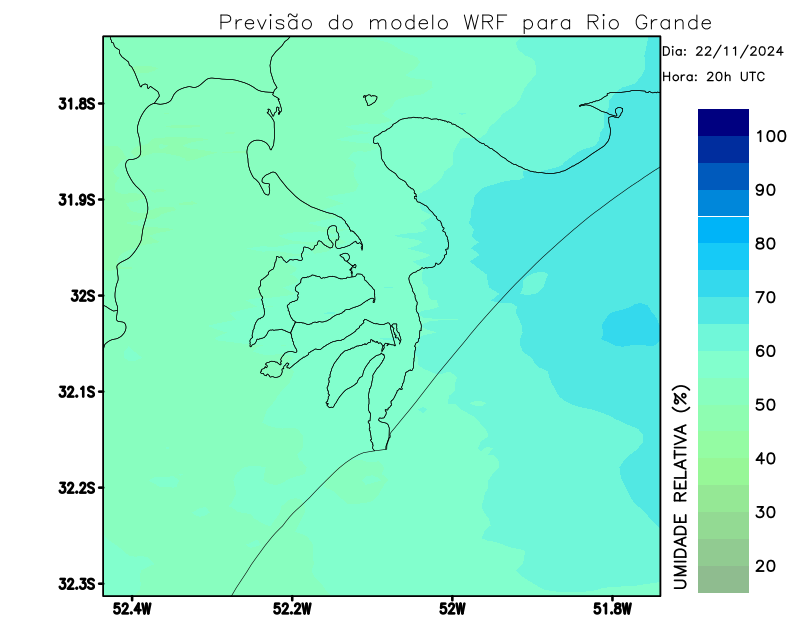 Previsão do modelo WRF para Rio Grande
Dia: 22/11/2024
Hora: 20h UTC
31.8S
31.9S
32S
32.1S
32.2S
32.3S
52.4W
52.2W
52W
51.8W
100
90
80
70
60
50
40
30
20
UMIDADE RELATIVA (%)